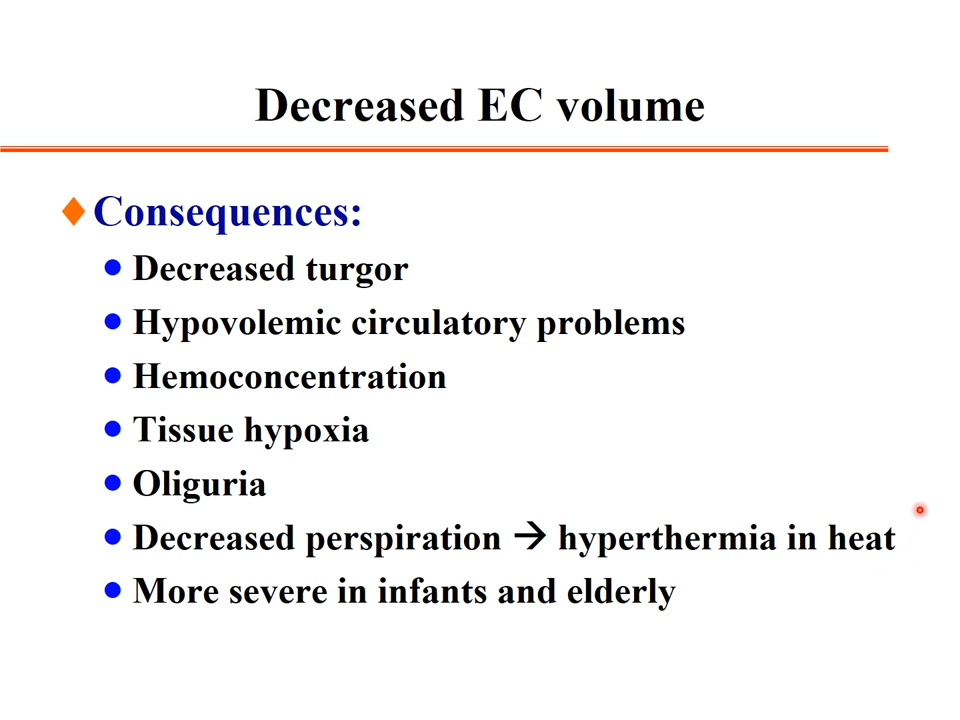 Decreased EC volume
Consequences:
Decreased turgor
Hypovolemic circulatory problems
Hemoconcentration
Tissue hypoxia
Oliguria
Decreased perspiration → hyperthermia in heat
More severe in infants and elderly